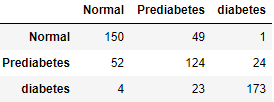 Normal Prediabetes diabetes
Normal 150 49 1
Prediabetes 52 124 24
diabetes 4 23 173